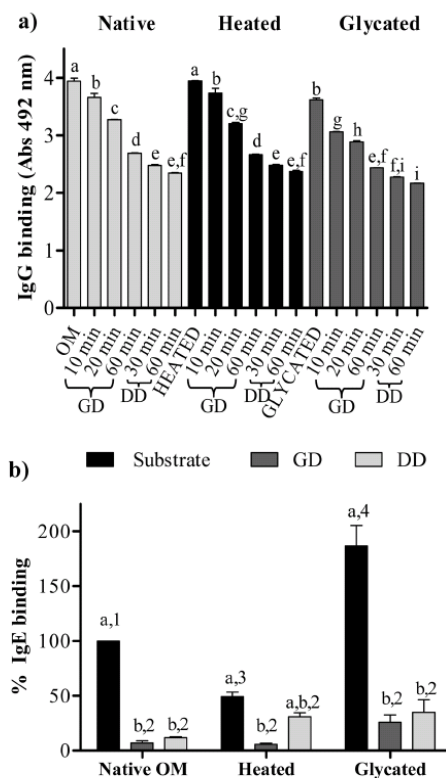 a)
Native Heated Glycated
IgG binding (Abs 492 nm)
4
3
2
1
0
a b c d e e,f a b c,g d e e,f b g h e,f f,i i
OM 10 min 20 min 60 min 30 min 60 min HEATED 10 min 20 min 60 min 30 min 60 min GLYCATED 10 min 20 min 60 min 30 min 60 min
GD DD GD DD GD DD
Substrate GD DD
b)
% IgE binding
200
150
100
50
0
a,1 b,2 b,2 a,3 b,2 a,b,2 a,4 b,2 b,2
Native OM Heated Glycated